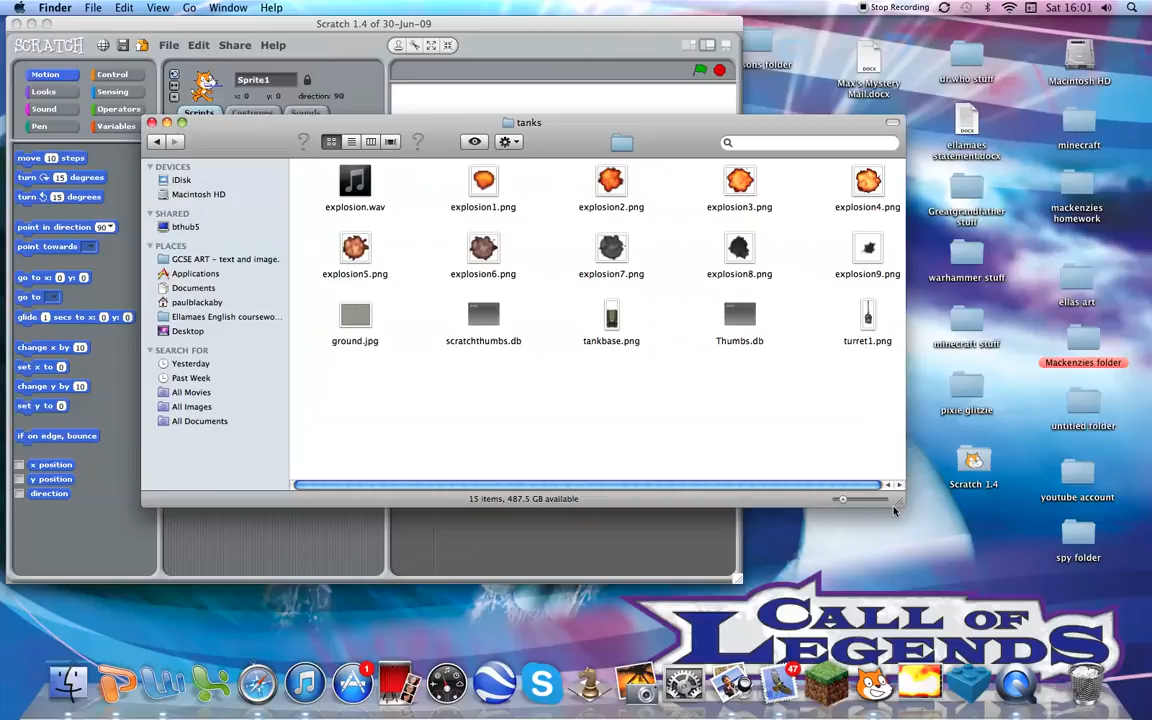 Finder File Edit View Go Window Help
Stop Recording Sat 16:01
Scratch 1.4 of 30-Jun-09
SCRATCH File Edit Share Help
Motion Control
Looks Sensing
Sound Operators
Pen Variables
Sprite1
x: 0 y: 0 direction: 90
Scripts Costumes Sounds
move 10 steps
turn 15 degrees
turn 15 degrees
point in direction 90
point towards
go to x: 0 y: 0
go to
glide 1 secs to x: 0 y: 0
change x by 10
set x to 0
change y by 10
set y to 0
if on edge, bounce
x position
y position
direction
tanks
DEVICES
iDisk
Macintosh HD
SHARED
bthub5
PLACES
GCSE ART - text and image.
Applications
Documents
paulblackaby
Ellamaes English coursewo...
Desktop
SEARCH FOR
Yesterday
Past Week
All Movies
All Images
All Documents
explosion.wav explosion1.png explosion2.png explosion3.png explosion4.png
explosion5.png explosion6.png explosion7.png explosion8.png explosion9.png
ground.jpg scratchthumbs.db tankbase.png Thumbs.db turret1.png
15 items, 487.5 GB available
sons folder
DOCX
Max's Mystery
Mail.docx
dr.who stuff
Macintosh HD
DOCX
ellamaes
statement.docx
minecraft
Greatgrandfather
stuff
mackenzies
homework
warhammer stuff
ellas art
minecraft stuff
Mackenzies folder
pixie glitzie
untitled folder
Scratch 1.4
youtube account
spy folder
CALL OF
LEGENDS
1
47